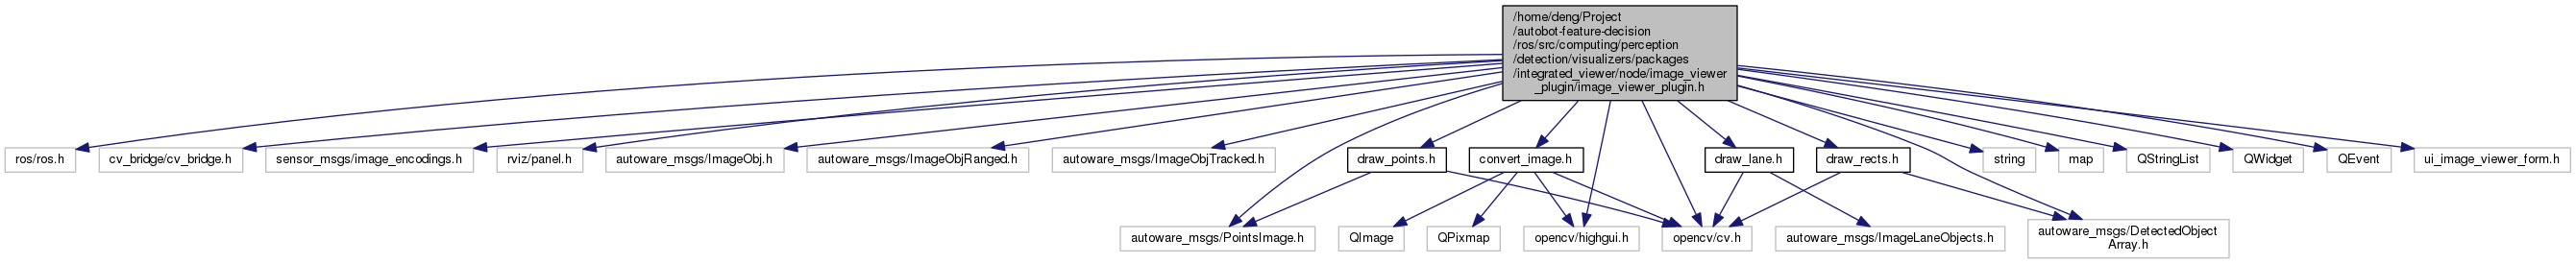 /home/deng/Project
/autobot-feature-decision
/ros/src/computing/perception
/detection/visualizers/packages
/integrated_viewer/node/image_viewer
_plugin/image_viewer_plugin.h
ros/ros.h
cv_bridge/cv_bridge.h
sensor_msgs/image_encodings.h
rviz/panel.h
autoware_msgs/ImageObj.h
autoware_msgs/ImageObjRanged.h
autoware_msgs/ImageObjTracked.h
draw_points.h
convert_image.h
draw_lane.h
draw_rects.h
string
map
QStringList
QWidget
QEvent
ui_image_viewer_form.h
autoware_msgs/PointsImage.h
QImage
QPixmap
opencv/highgui.h
opencv/cv.h
autoware_msgs/ImageLaneObjects.h
autoware_msgs/DetectedObject
Array.h